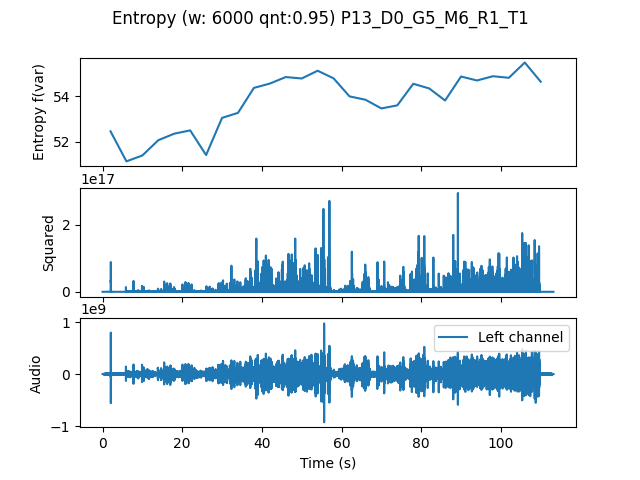 Entropy (w: 6000 qnt:0.95) P13_D0_G5_M6_R1_T1
Entropy f(var)
54
52
1e17
Squared
2
0
1e9
Audio
1
0
−1
Left channel
0 20 40 60 80 100
Time (s)